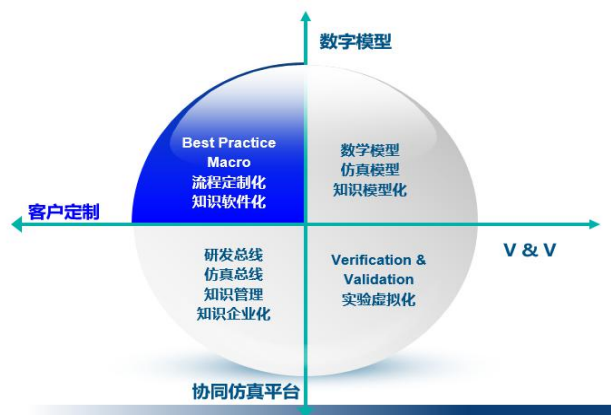 数字模型
Best Practice
Macro
流程定制化
知识软件化
数学模型
仿真模型
知识模型化
客户定制
V & V
研发总线
仿真总线
知识管理
知识企业化
Verification &
Validation
实验虚拟化
协同仿真平台